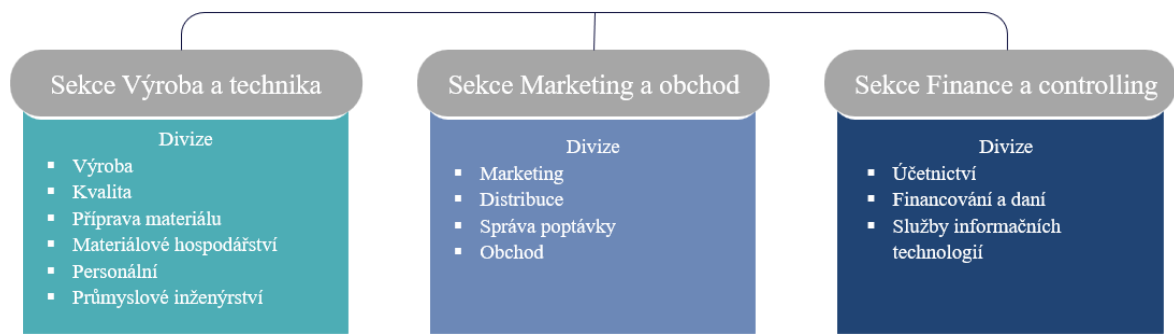 Sekce Výroba a technika
Divize
▪ Výroba
▪ Kvalita
▪ Příprava materiálu
▪ Materiálové hospodářství
▪ Personální
▪ Průmyslové inženýrství
Sekce Marketing a obchod
Divize
▪ Marketing
▪ Distribuce
▪ Správa poptávky
▪ Obchod
Sekce Finance a controlling
Divize
▪ Účetnictví
▪ Financování a daní
▪ Služby informačních
technologií